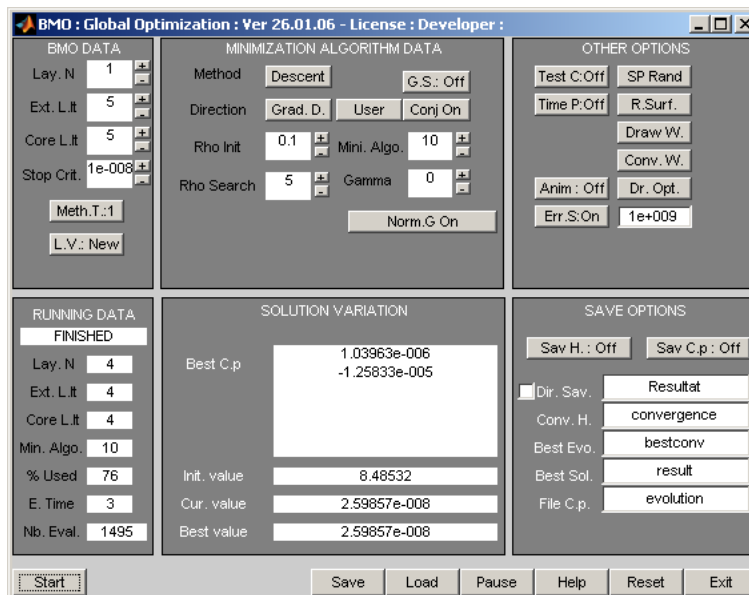 BMO : Global Optimization : Ver 26.01.06 - License : Developer :
BMO DATA
Lay. N 1
Ext. L.It 5
Core L.It 5
Stop Crit. 1e-008
Meth.T.:1
L.V.: New
MINIMIZATION ALGORITHM DATA
Method Descent G.S.: Off
Direction Grad. D. User Conj On
Rho Init 0.1 Mini. Algo. 10
Rho Search 5 Gamma 0
Norm.G On
OTHER OPTIONS
Test C:Off SP Rand
Time P:Off R.Surf.
Draw W.
Conv. W.
Anim : Off Dr. Opt.
Err.S:On 1e+009
RUNNING DATA
FINISHED
Lay. N 4
Ext. L.It 4
Core L.It 4
Min. Algo. 10
% Used 76
E. Time 3
Nb. Eval. 1495
SOLUTION VARIATION
Best C.p 1.03963e-006
-1.25833e-005
Init. value 8.48532
Cur. value 2.59857e-008
Best value 2.59857e-008
SAVE OPTIONS
Sav H. : Off Sav C.p : Off
Dir. Sav. Resultat
Conv. H. convergence
Best Evo. bestconv
Best Sol. result
File C.p. evolution
Start Save Load Pause Help Reset Exit